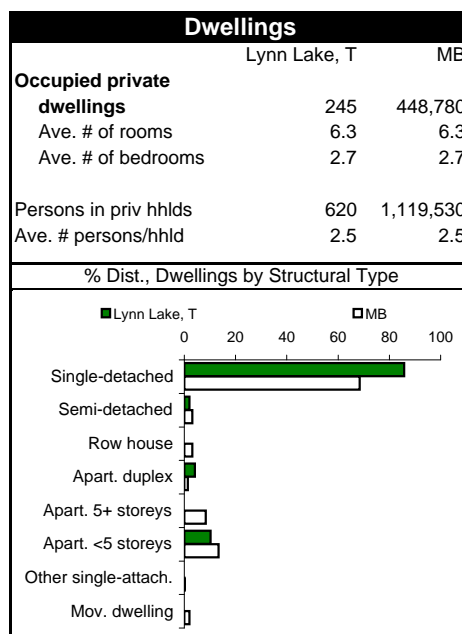 Dwellings
Lynn Lake, T MB
Occupied private
dwellings 245 448,780
Ave. # of rooms 6.3 6.3
Ave. # of bedrooms 2.7 2.7
Persons in priv hhlds 620 1,119,530
Ave. # persons/hhld 2.5 2.5
% Dist., Dwellings by Structural Type
Lynn Lake, T MB
0 20 40 60 80 100
Single-detached
Semi-detached
Row house
Apart. duplex
Apart. 5+ storeys
Apart. <5 storeys
Other single-attach.
Mov. dwelling